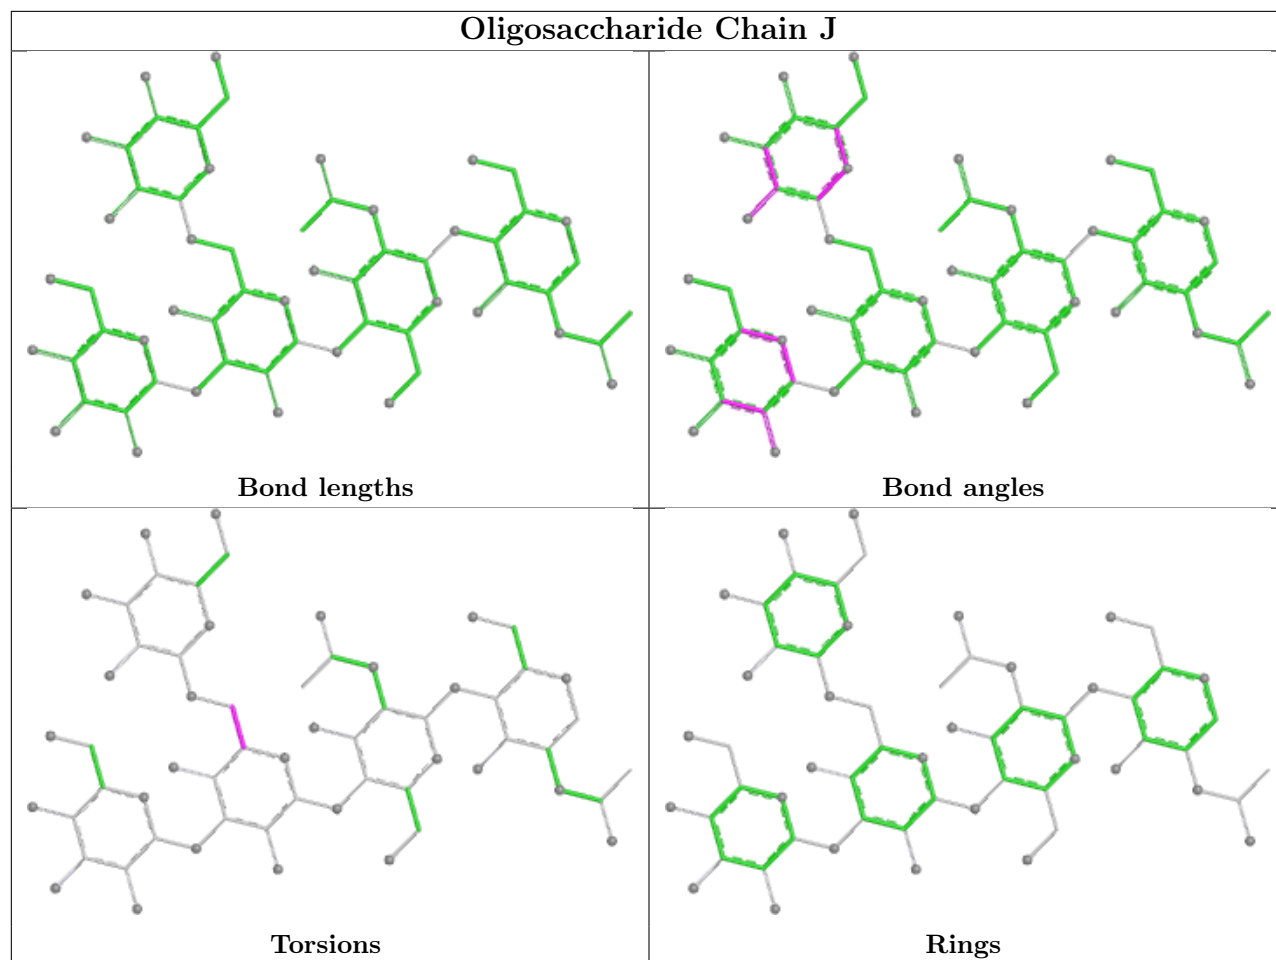 Oligosaccharide Chain J
Bond lengths
Bond angles
Torsions
Rings